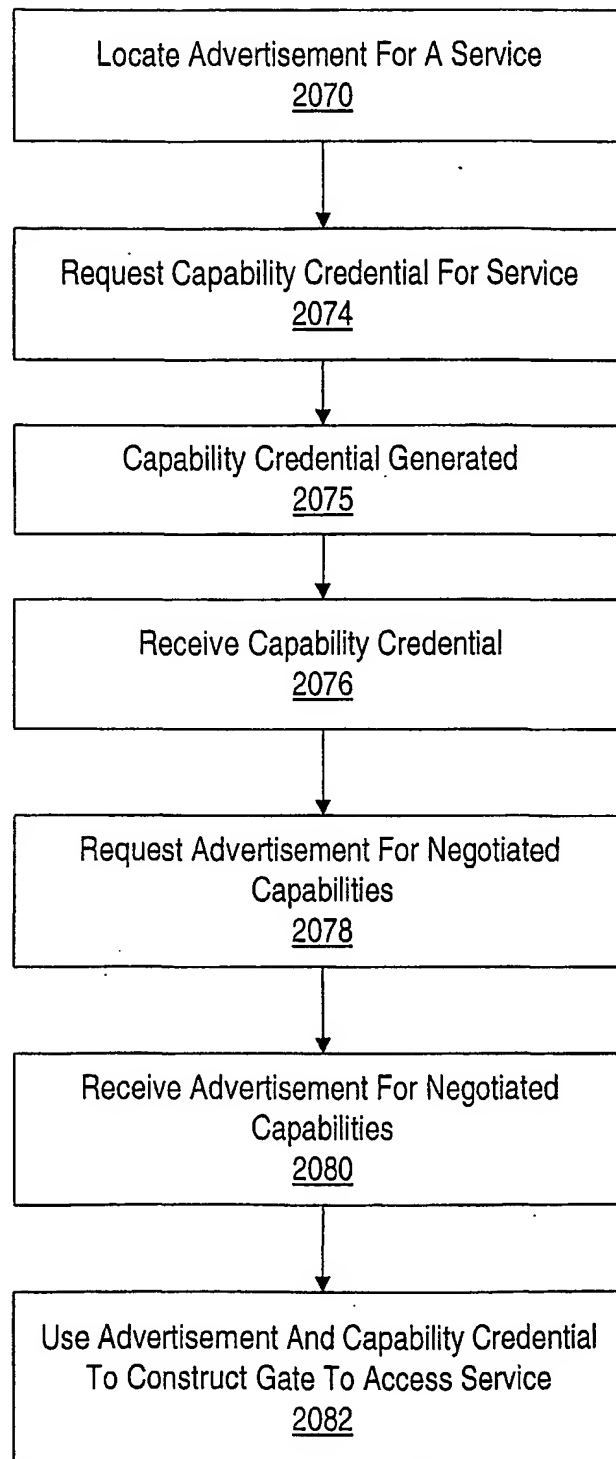 Locate Advertisement For A Service
2070
Request Capability Credential For Service
2074
Capability Credential Generated
2075
Receive Capability Credential
2076
Request Advertisement For Negotiated
Capabilities
2078
Receive Advertisement For Negotiated
Capabilities
2080
Use Advertisement And Capability Credential
To Construct Gate To Access Service
2082